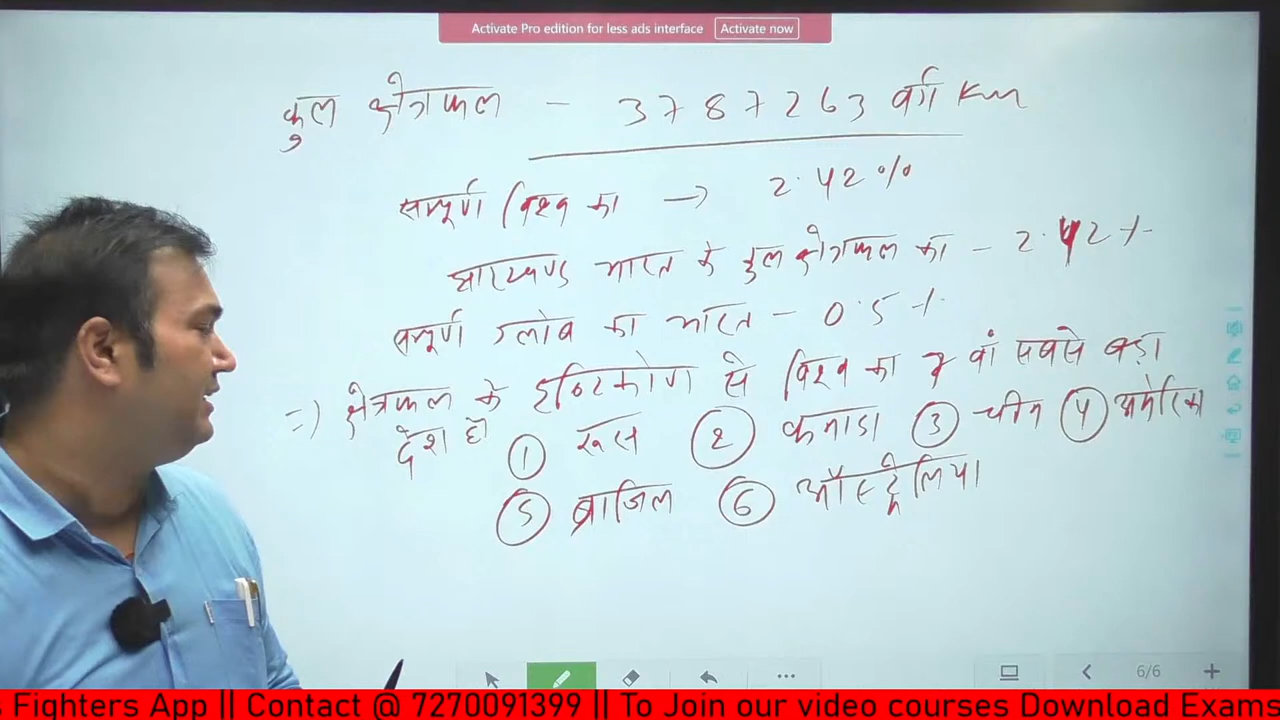 Activate Pro edition for less ads interface Activate now
कुल क्षेत्रफल - 3787263 वर्ग Km
सम्पूर्ण विश्व का → 2.42%
झारखण्ड भारत के कुल क्षेत्रफल का - 2.42%
सम्पूर्ण ग्लोब का भारत - 0.5%
=) क्षेत्रफल के दृष्टिकोण से विश्व का 7 वां सबसे बड़ा
देश है ① रूस ② कनाडा ③ चीन ④ अमेरिका
⑤ ब्राजिल ⑥ ऑस्ट्रेलिया
6/6
s Fighters App || Contact @ 7270091399 || To Join our video courses Download Exams